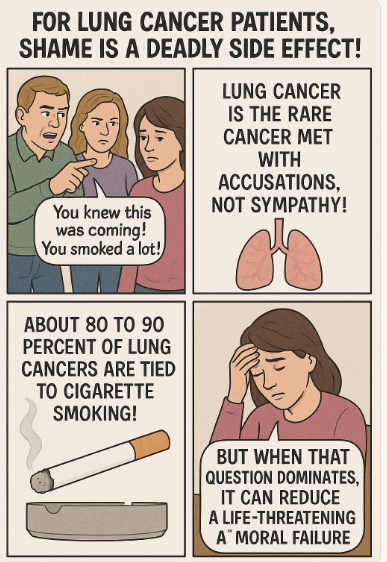 FOR LUNG CANCER PATIENTS,
SHAME IS A DEADLY SIDE EFFECT!
You knew this
was coming!
You smoked a lot!
LUNG CANCER
IS THE RARE
CANCER MET
WITH
ACCUSATIONS,
NOT SYMPATHY!
ABOUT 80 TO 90
PERCENT OF LUNG
CANCERS ARE TIED
TO CIGARETTE
SMOKING!
BUT WHEN THAT
QUESTION DOMINATES,
IT CAN REDUCE
A LIFE-THREATENING
A" MORAL FAILURE